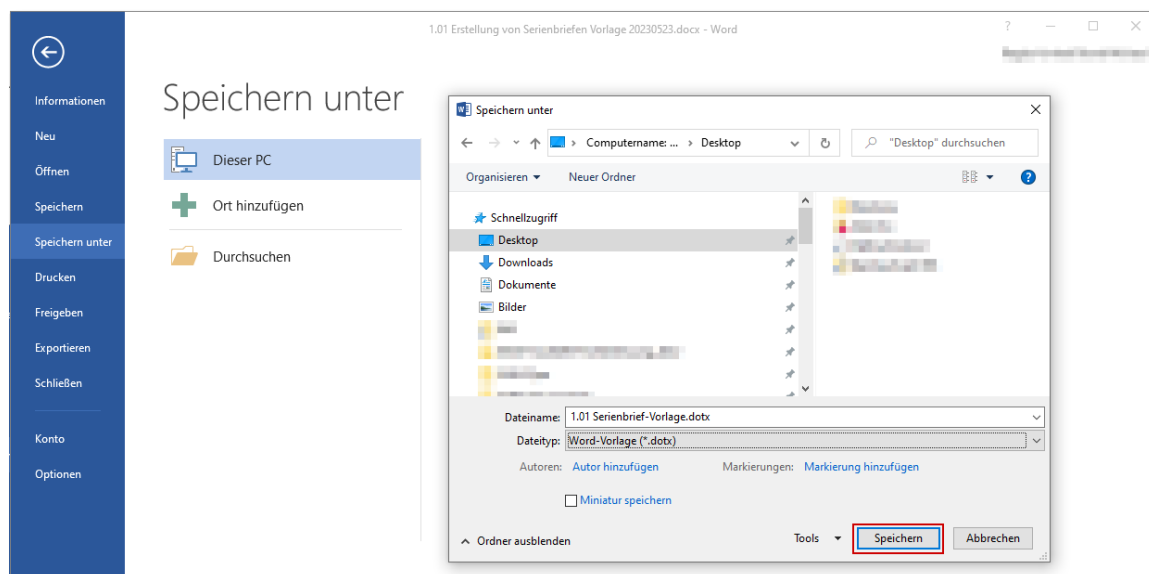 1.01 Erstellung von Serienbriefen Vorlage 20230523.docx - Word
?
Informationen
Neu
Öffnen
Speichern
Speichern unter
Drucken
Freigeben
Exportieren
Schließen
Konto
Optionen
Speichern unter
Dieser PC
Ort hinzufügen
Durchsuchen
Speichern unter
Computername: ... > Desktop
"Desktop" durchsuchen
Organisieren Neuer Ordner
?
Schnellzugriff
Desktop
Downloads
Dokumente
Bilder
Dateiname: 1.01 Serienbrief-Vorlage.dotx
Dateityp: Word-Vorlage (*.dotx)
Autoren: Autor hinzufügen Markierungen: Markierung hinzufügen
Miniatur speichern
Ordner ausblenden Tools Speichern Abbrechen